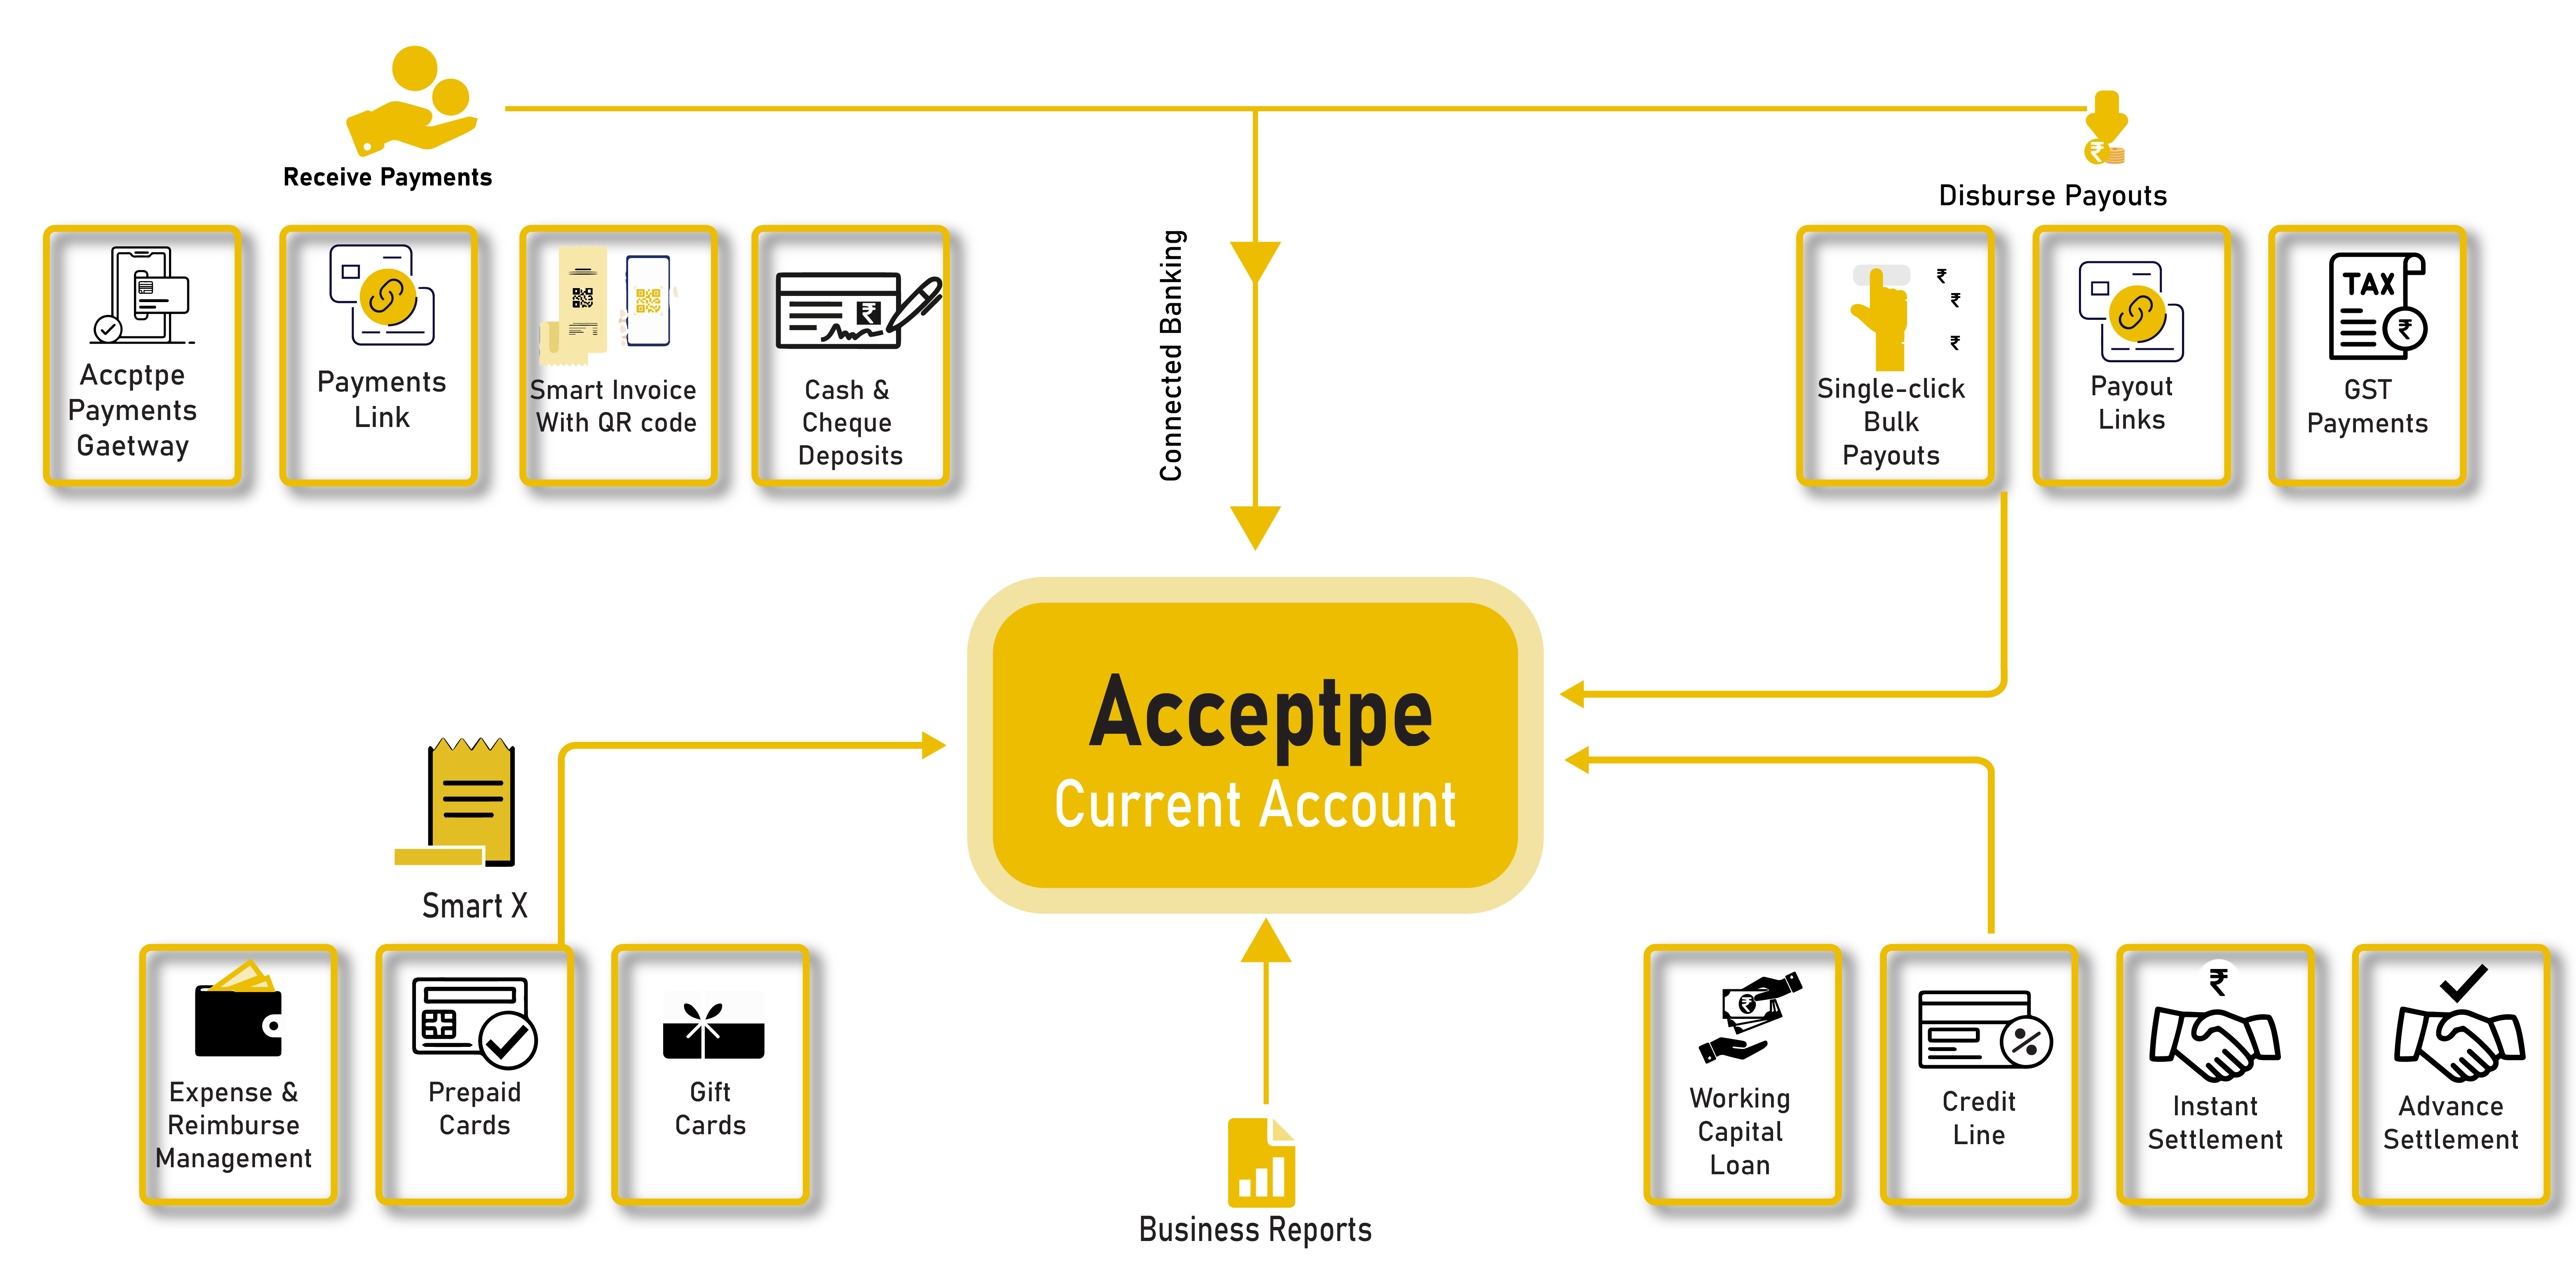 Receive Payments
Disburse Payouts
Accptpe
Payments
Gaetway
Payments
Link
Smart Invoice
With QR code
₹
Cash &
Cheque
Deposits
Connected Banking
₹
₹
₹
₹
Single-click
Bulk
Payouts
Payout
Links
TAX
₹
GST
Payments
Acceptpe
Current Account
Smart X
Expense &
Reimburse
Management
Prepaid
Cards
Gift
Cards
Business Reports
₹
Working
Capital
Loan
%
Credit
Line
₹
Instant
Settlement
Advance
Settlement